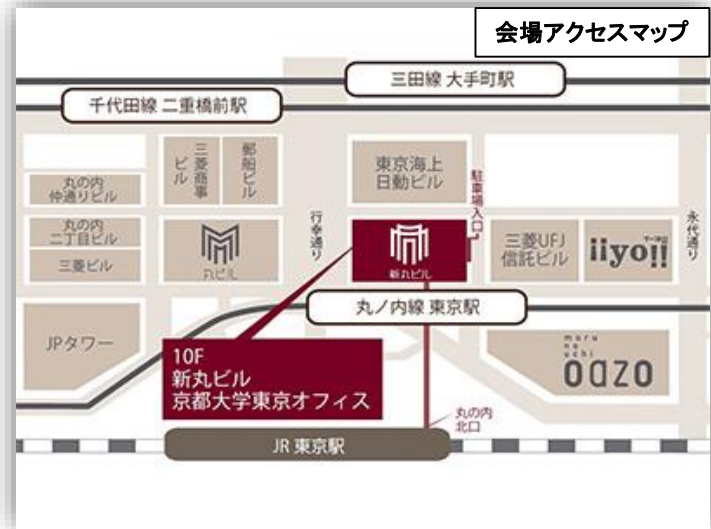 会場アクセスマップ
三田線 大手町駅
千代田線 二重橋前駅
三菱商事
ビル
郵船ビル
東京海上
日動ビル
駐車場入口
丸の内
仲通りビル
丸の内
二丁目ビル
三菱ビル
丸ビル
行幸通り
新丸ビル
三菱UFJ
信託ビル
iiyo!!
永代通り
丸ノ内線 東京駅
JPタワー
10F
新丸ビル
京都大学東京オフィス
maru
no
uchi
OAZO
丸の内
北口
JR 東京駅